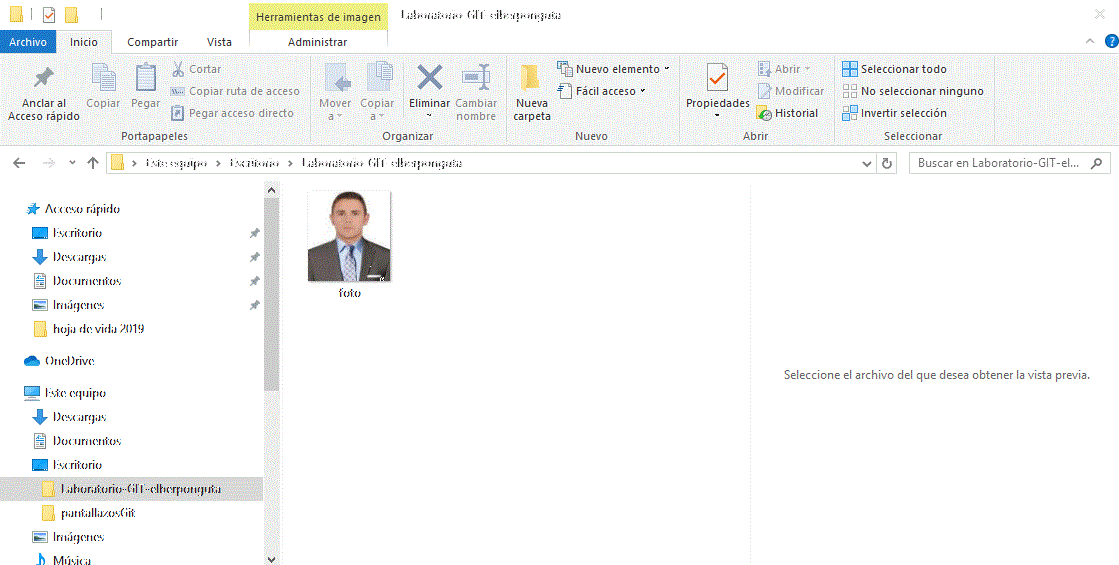 Herramientas de imagen Laboratorio-GIT-elberponguta
Archivo Inicio Compartir Vista Administrar
Anclar al Acceso rápido
Copiar
Pegar
Cortar
Copiar ruta de acceso
Pegar acceso directo
Portapapeles
Mover a
Copiar a
Eliminar
Cambiar nombre
Organizar
Nueva carpeta
Nuevo elemento
Fácil acceso
Nuevo
Propiedades
Abrir
Modificar
Historial
Abrir
Seleccionar todo
No seleccionar ninguno
Invertir selección
Seleccionar
Este equipo Escritorio Laboratorio-GIT-elberponguta
Buscar en Laboratorio-GIT-el...
Acceso rápido
Escritorio
Descargas
Documentos
Imágenes
hoja de vida 2019
OneDrive
Este equipo
Descargas
Documentos
Escritorio
Laboratorio-GIT-elberponguta
pantallazosGit
Imágenes
Música
foto
Seleccione el archivo del que desea obtener la vista previa.